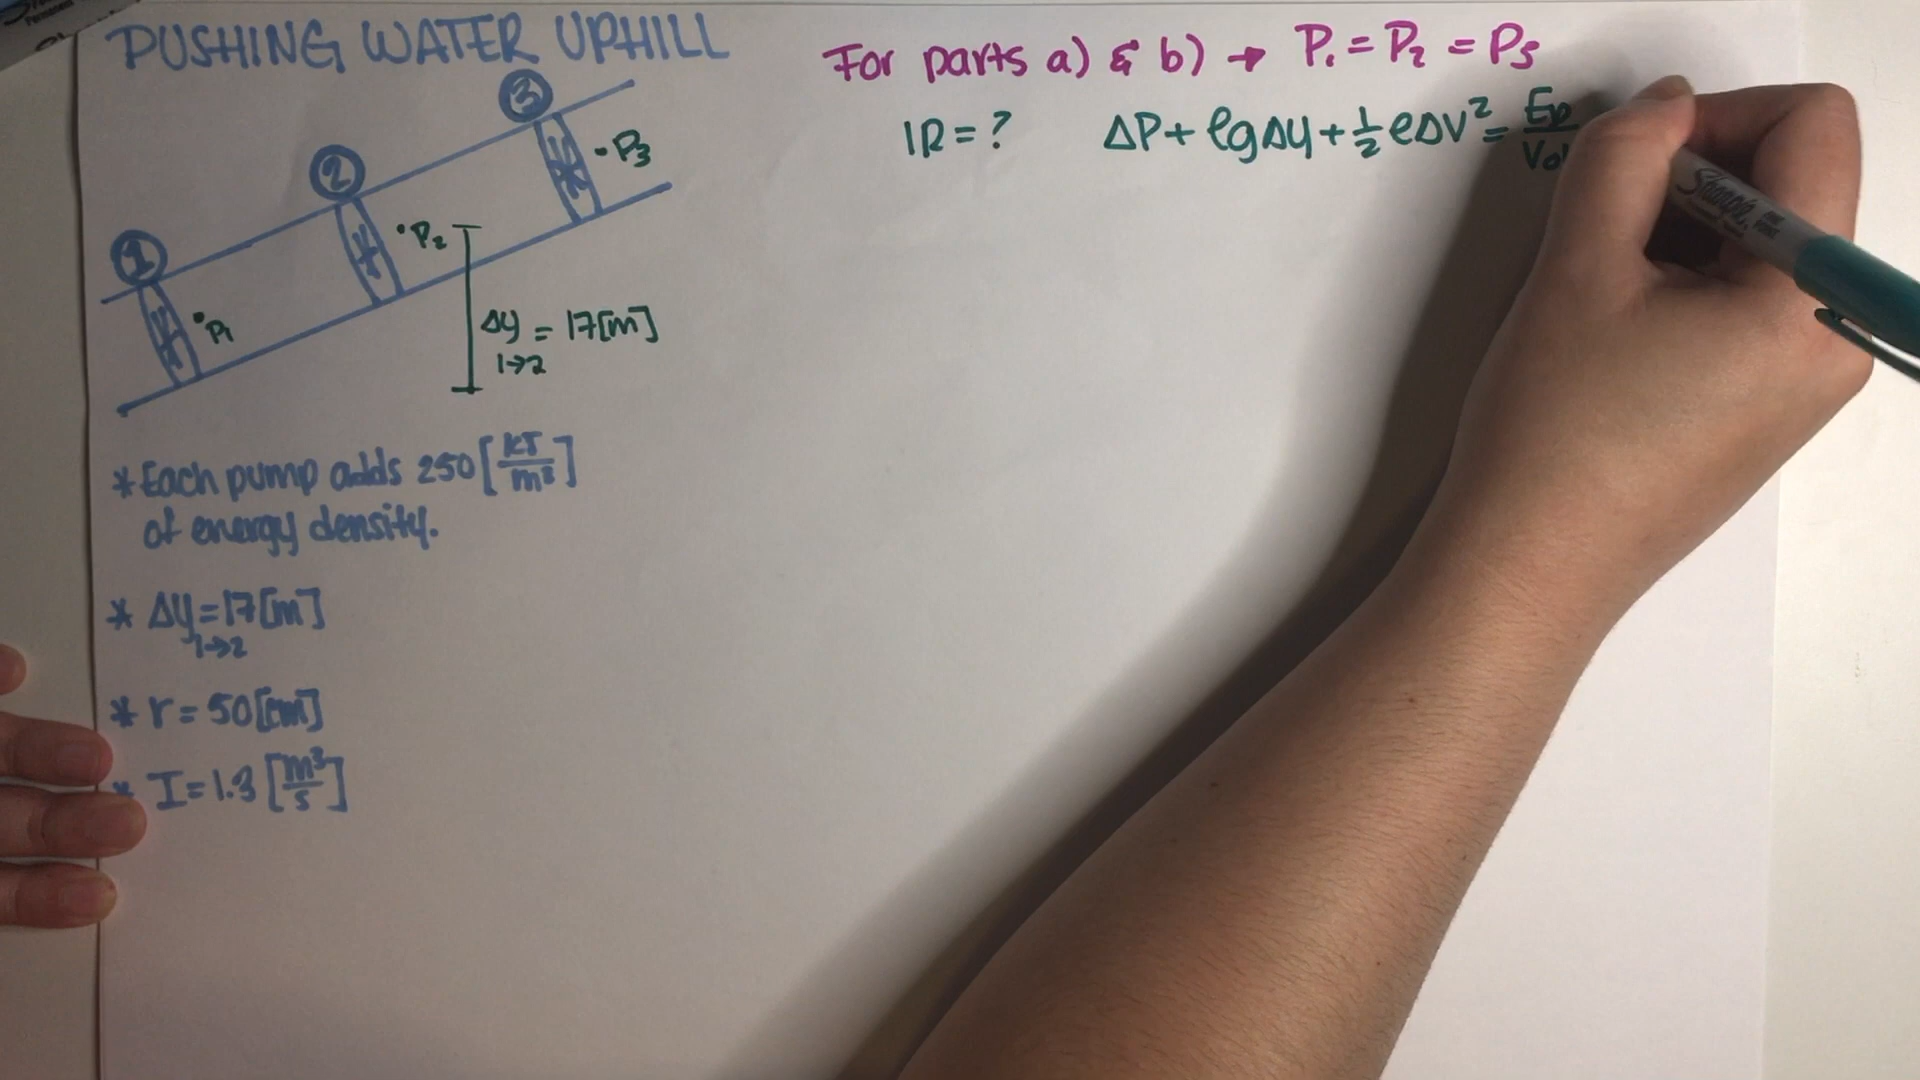 PUSHING WATER UPHILL
For parts a) & b) → P₁ = P₂ = P₃
IR = ? ΔP + ρgΔy + ½ρΔv² = Ep/Vol
3
• P₃
2
• P₂
1
• P₁
Δy = 17[m]
1→2
* Each pump adds 250 [kJ/m³]
of energy density.
* Δy = 17[m]
1→2
* r = 50[cm]
* I = 1.3 [m³/s]
Sharpie